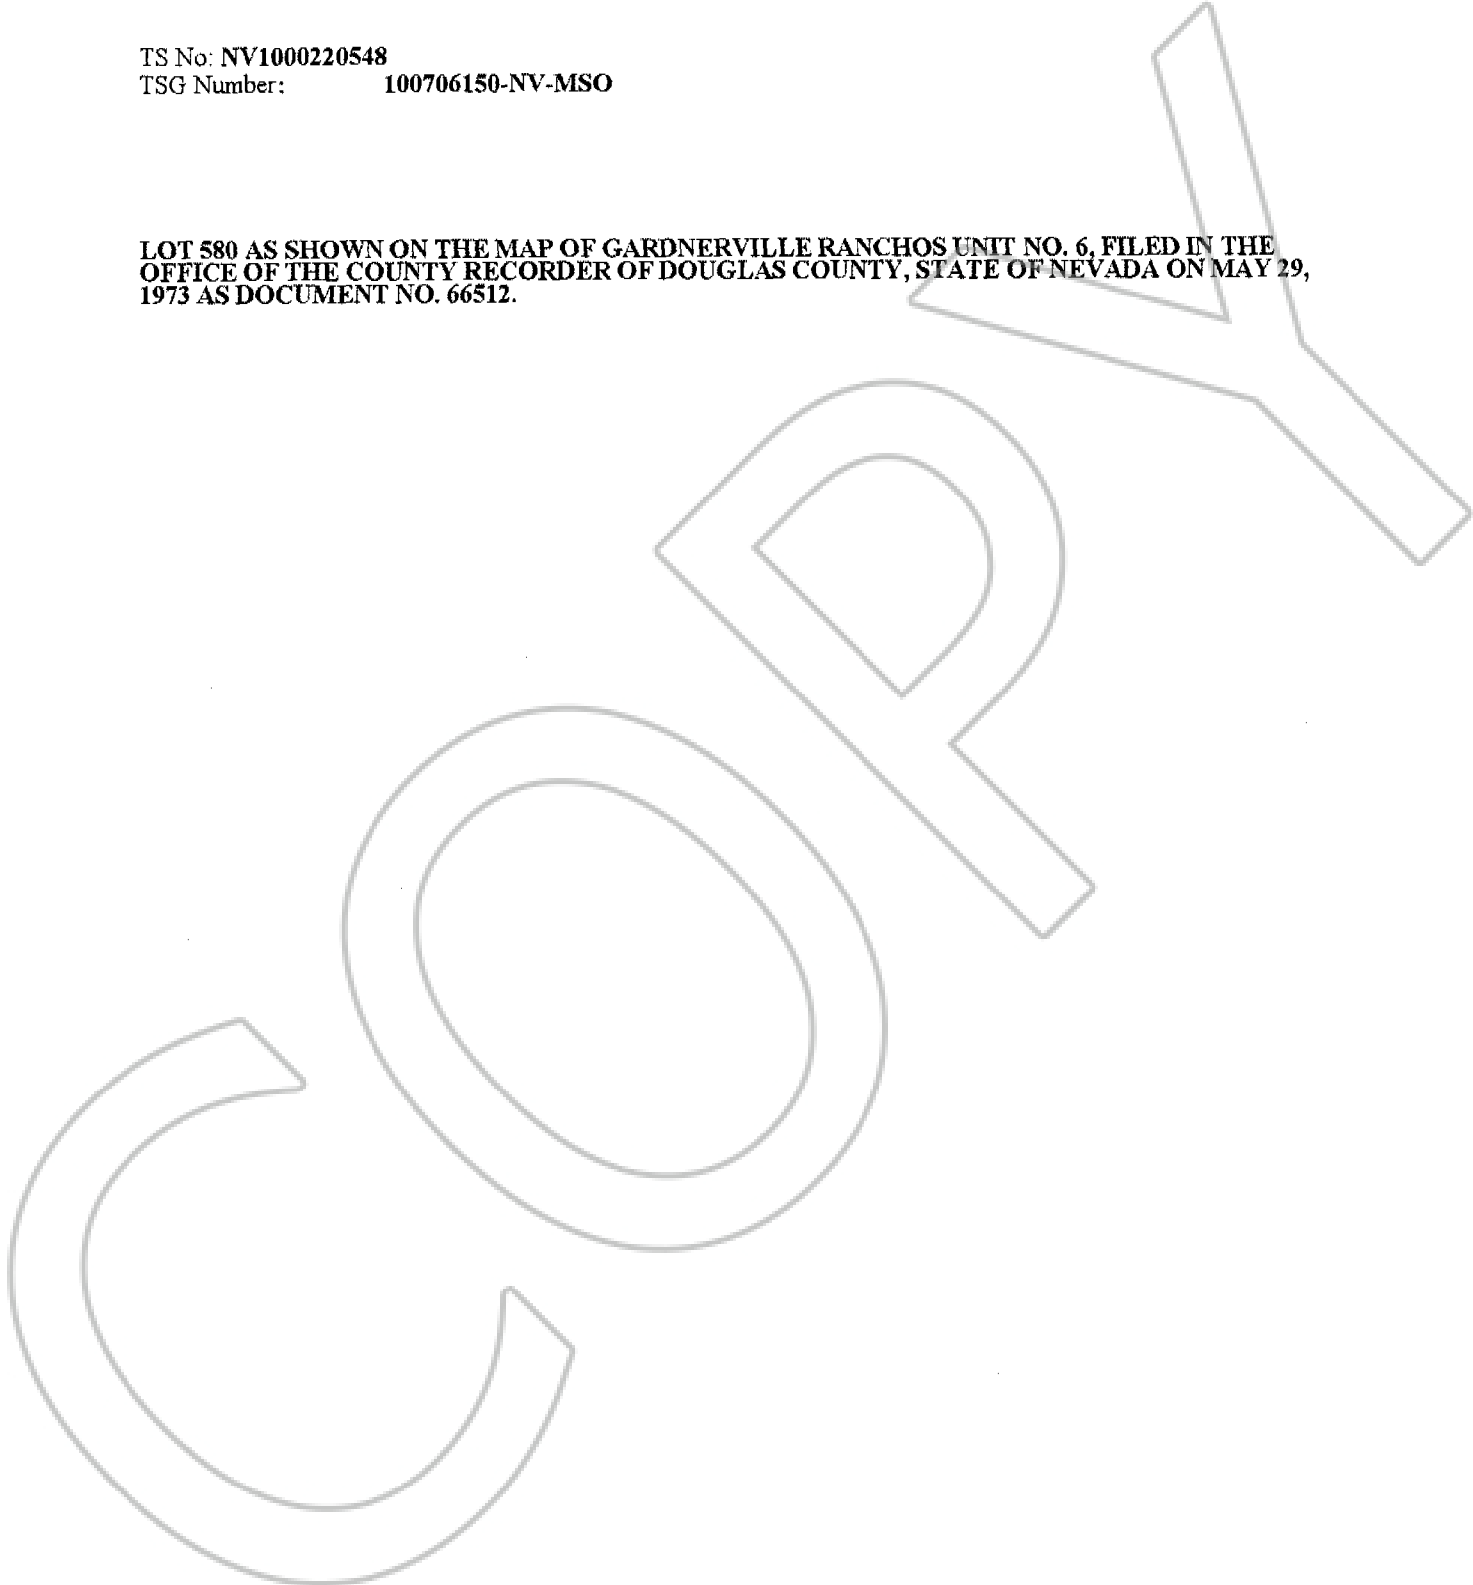 TS No: NV1000220548
TSG Number: 100706150-NV-MSO
LOT 580 AS SHOWN ON THE MAP OF GARDNERVILLE RANCHOS UNIT NO. 6, FILED IN THE
OFFICE OF THE COUNTY RECORDER OF DOUGLAS COUNTY, STATE OF NEVADA ON MAY 29,
1973 AS DOCUMENT NO. 66512.
COPY